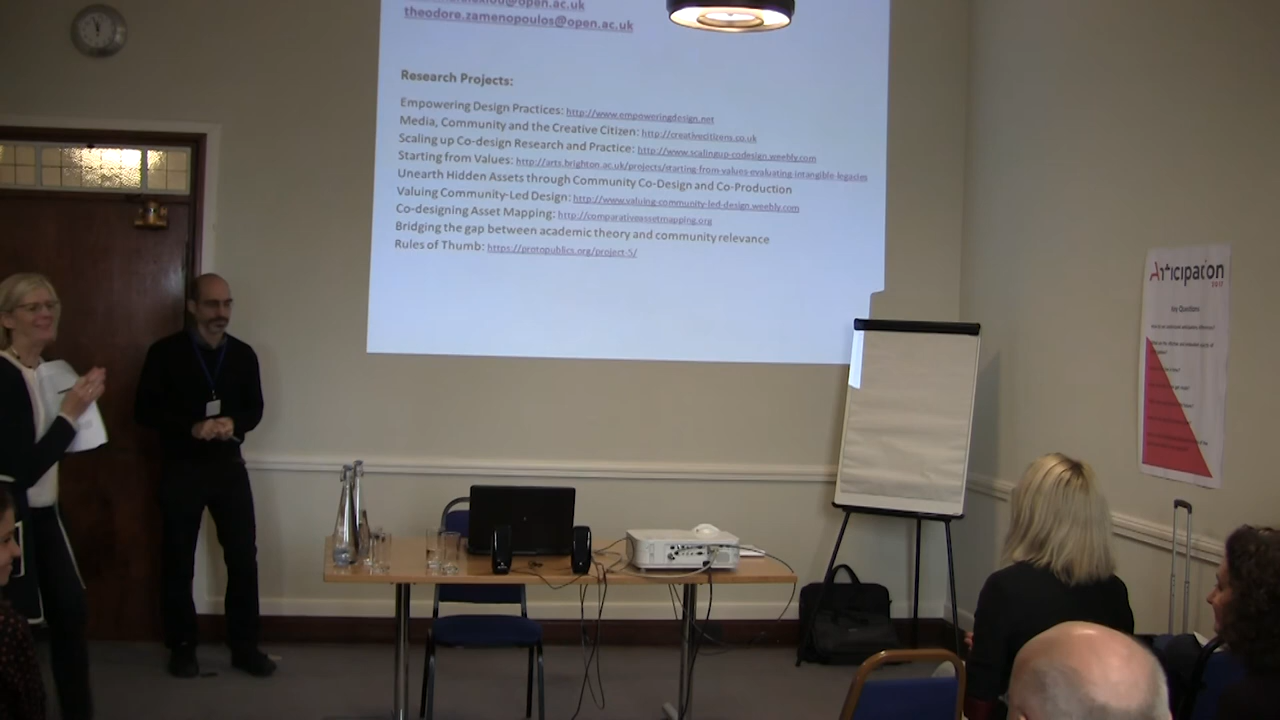 theodore.zamenopoulos@open.ac.uk
Research Projects:
Empowering Design Practices: http://www.empoweringdesign.net
Media, Community and the Creative Citizen: http://creativecitizens.co.uk
Scaling up Co-design Research and Practice: http://www.scalingup-codesign.weebly.com
Starting from Values: http://arts.brighton.ac.uk/projects/starting-from-values-evaluating-intangible-legacies
Unearth Hidden Assets through Community Co-Design and Co-Production
Valuing Community-Led Design: http://www.valuing-community-led-design.weebly.com
Co-designing Asset Mapping: http://comparativeassetmapping.org
Bridging the gap between academic theory and community relevance
Rules of Thumb: https://protopublics.org/project-5/
Anticipation
2017
Key Questions